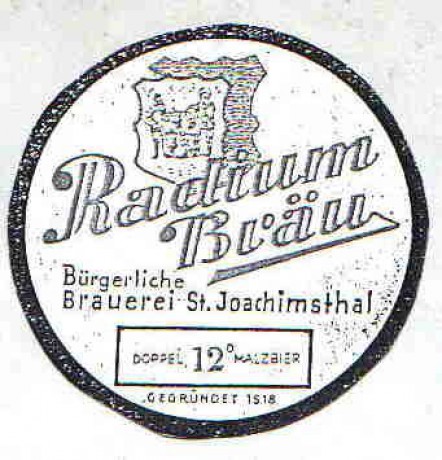 Radium
Bräu
Bürgerliche
Brauerei St. Joachimsthal
DOPPEL 12° MALZBIER
GEGRÜNDET 1518